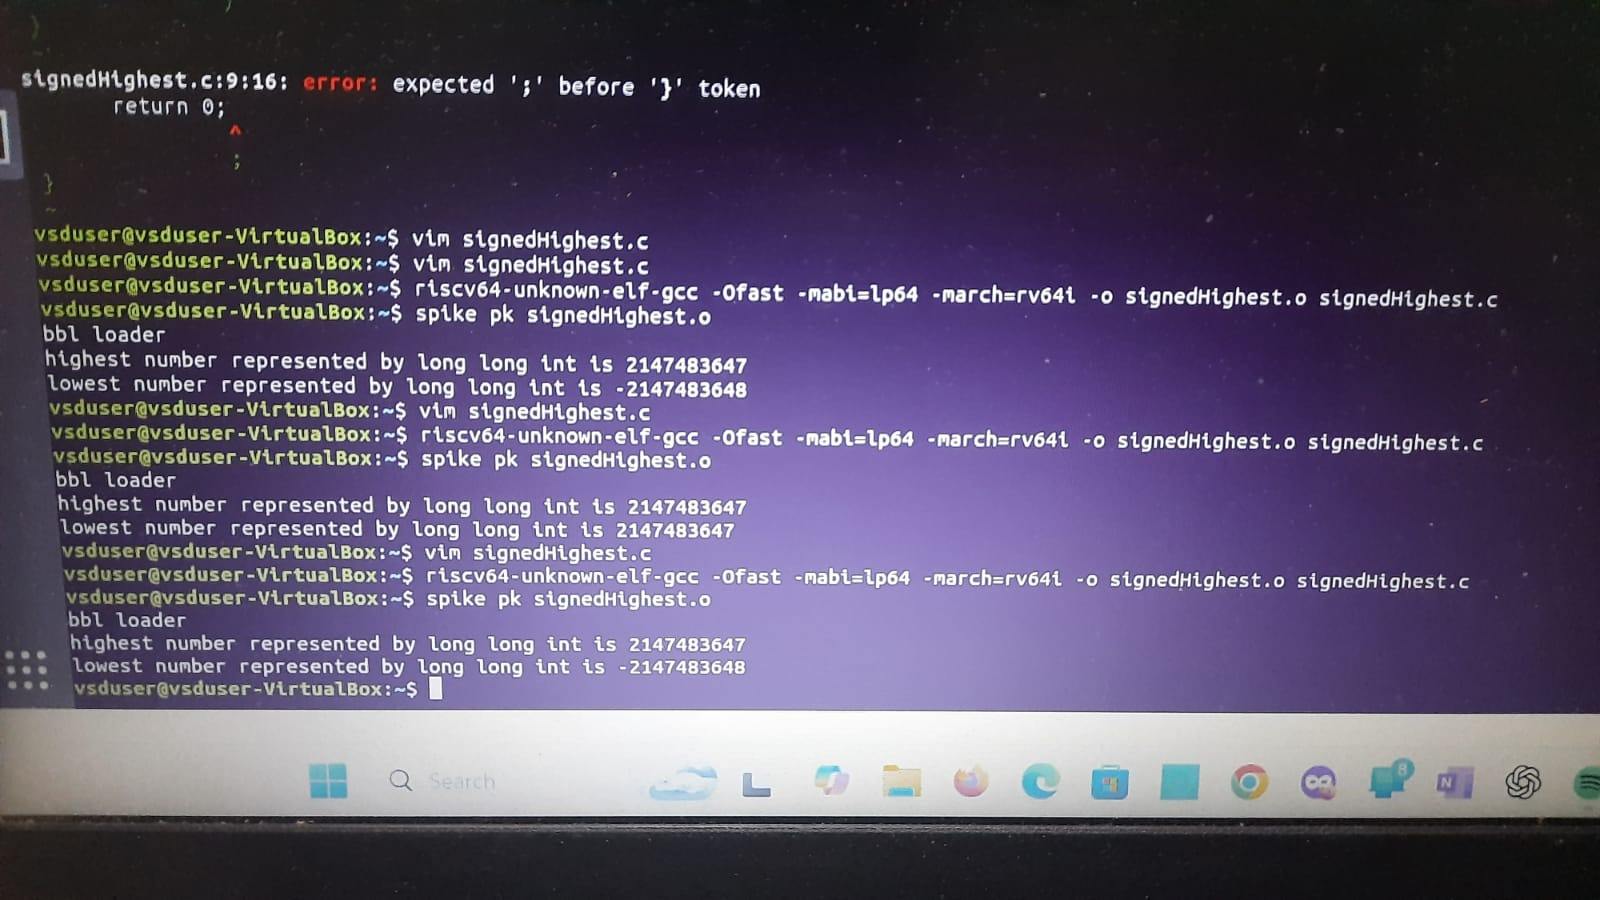 }
signedHighest.c:9:16: error: expected ';' before '}' token
return 0;
^
;
}
~
vsduser@vsduser-VirtualBox:~$ vim signedHighest.c
vsduser@vsduser-VirtualBox:~$ vim signedHighest.c
vsduser@vsduser-VirtualBox:~$ riscv64-unknown-elf-gcc -Ofast -mabi=lp64 -march=rv64i -o signedHighest.o signedHighest.c
vsduser@vsduser-VirtualBox:~$ spike pk signedHighest.o
bbl loader
highest number represented by long long int is 2147483647
lowest number represented by long long int is -2147483648
vsduser@vsduser-VirtualBox:~$ vim signedHighest.c
vsduser@vsduser-VirtualBox:~$ riscv64-unknown-elf-gcc -Ofast -mabi=lp64 -march=rv64i -o signedHighest.o signedHighest.c
vsduser@vsduser-VirtualBox:~$ spike pk signedHighest.o
bbl loader
highest number represented by long long int is 2147483647
lowest number represented by long long int is 2147483647
vsduser@vsduser-VirtualBox:~$ vim signedHighest.c
vsduser@vsduser-VirtualBox:~$ riscv64-unknown-elf-gcc -Ofast -mabi=lp64 -march=rv64i -o signedHighest.o signedHighest.c
vsduser@vsduser-VirtualBox:~$ spike pk signedHighest.o
bbl loader
highest number represented by long long int is 2147483647
lowest number represented by long long int is -2147483648
vsduser@vsduser-VirtualBox:~$
Search
8
N